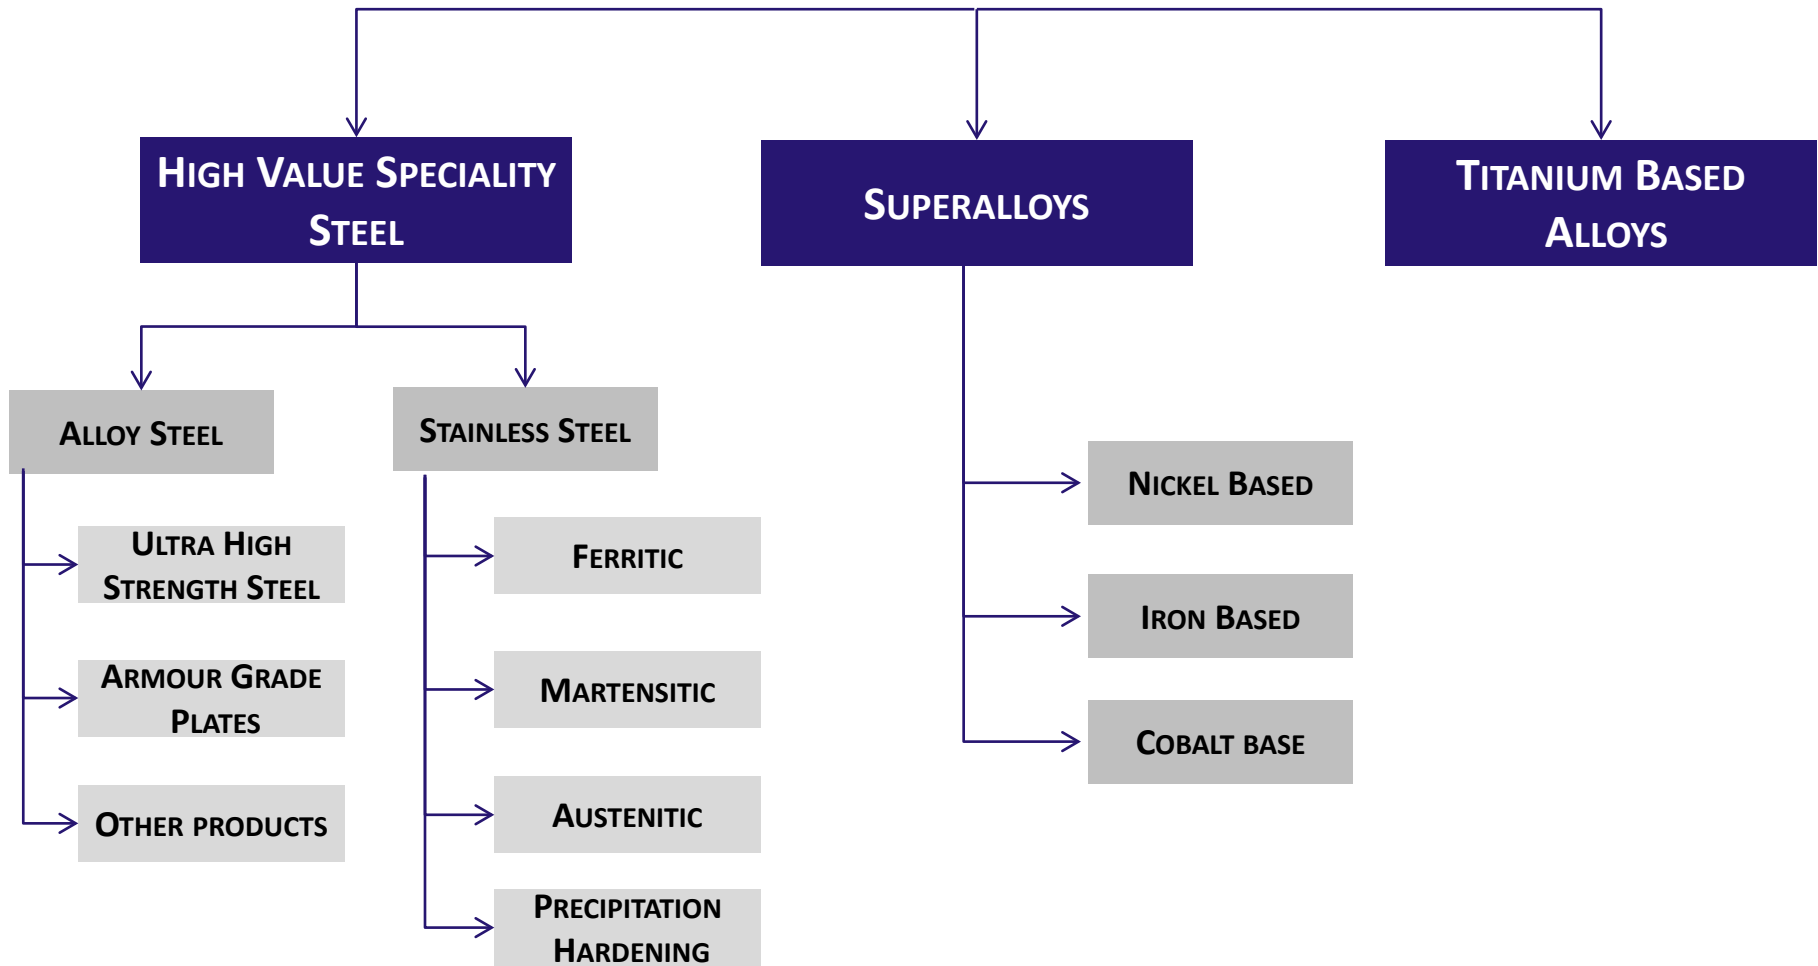 High Value Speciality
Steel
Superalloys
Titanium Based
Alloys
Alloy Steel
Stainless Steel
Ultra High
Strength Steel
Armour Grade
Plates
Other products
Ferritic
Martensitic
Austenitic
Precipitation
Hardening
Nickel Based
Iron Based
Cobalt base